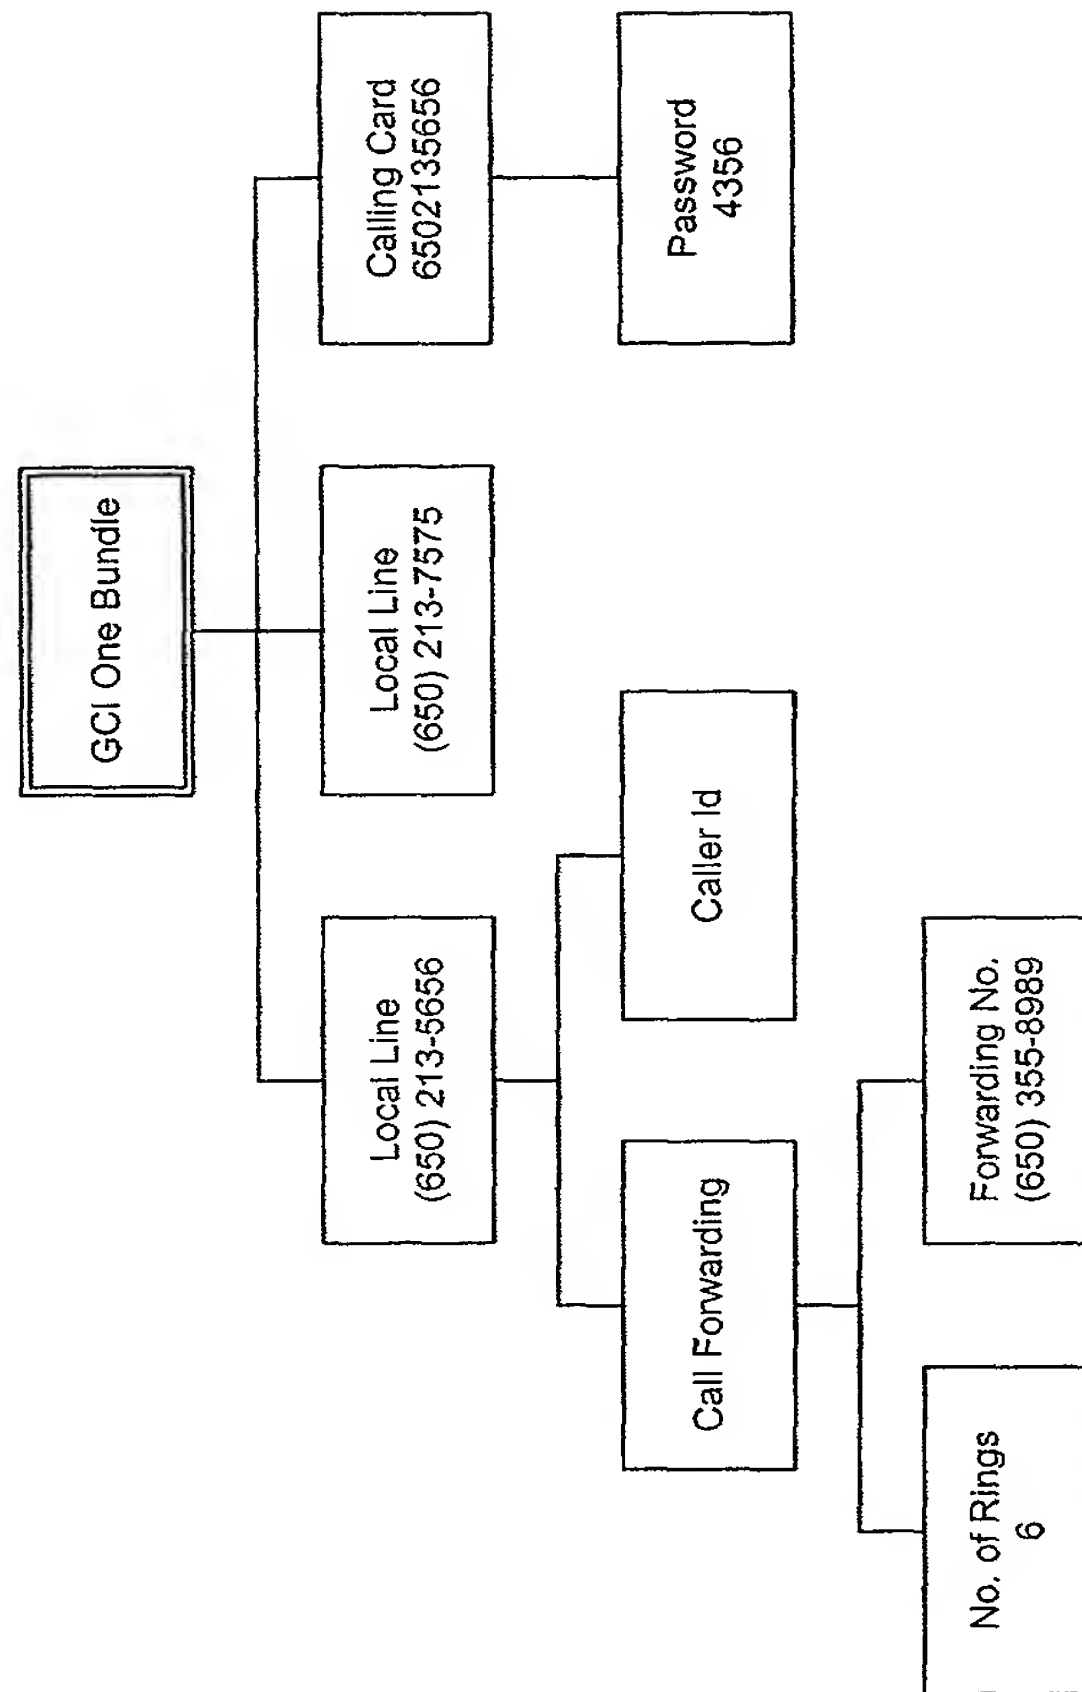 GCI One Bundle
Local Line
(650) 213-5656
Local Line
(650) 213-7575
Calling Card
6502135656
Call Forwarding
Caller Id
Password
4356
No. of Rings
6
Forwarding No.
(650) 355-8989